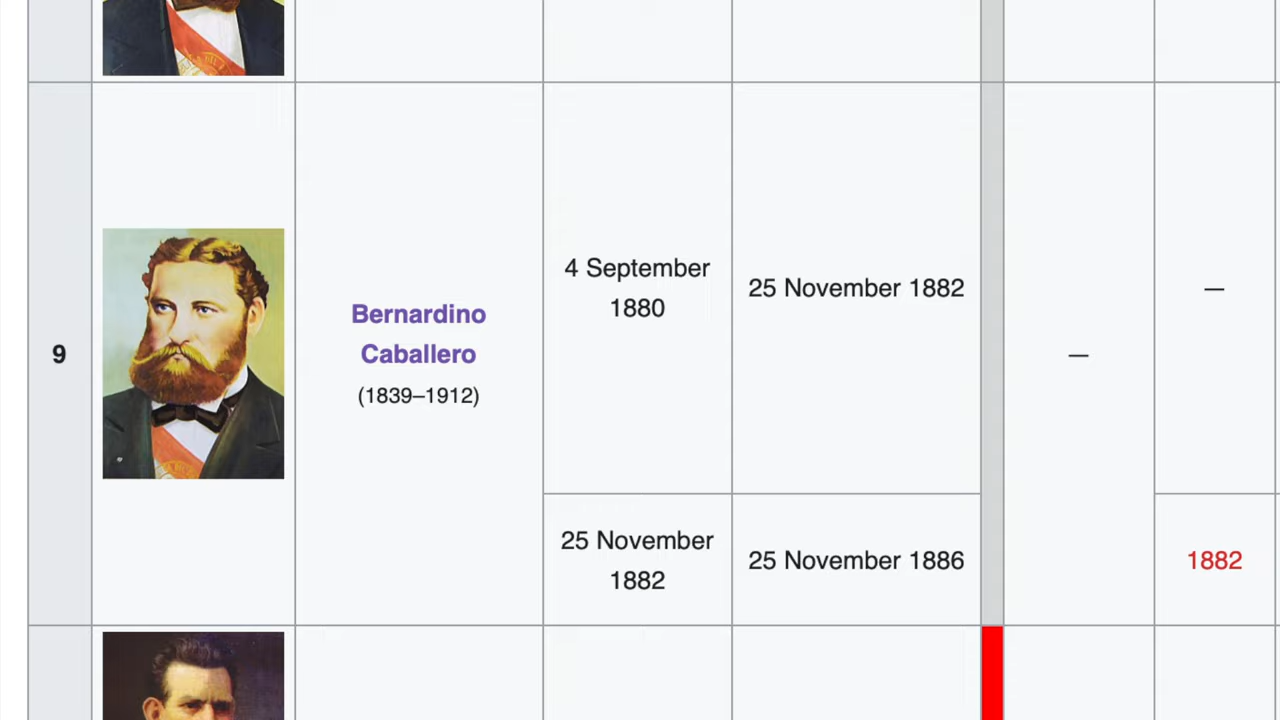 9
Bernardino
Caballero
(1839–1912)
4 September
1880
25 November 1882
—
—
25 November
1882
25 November 1886
1882